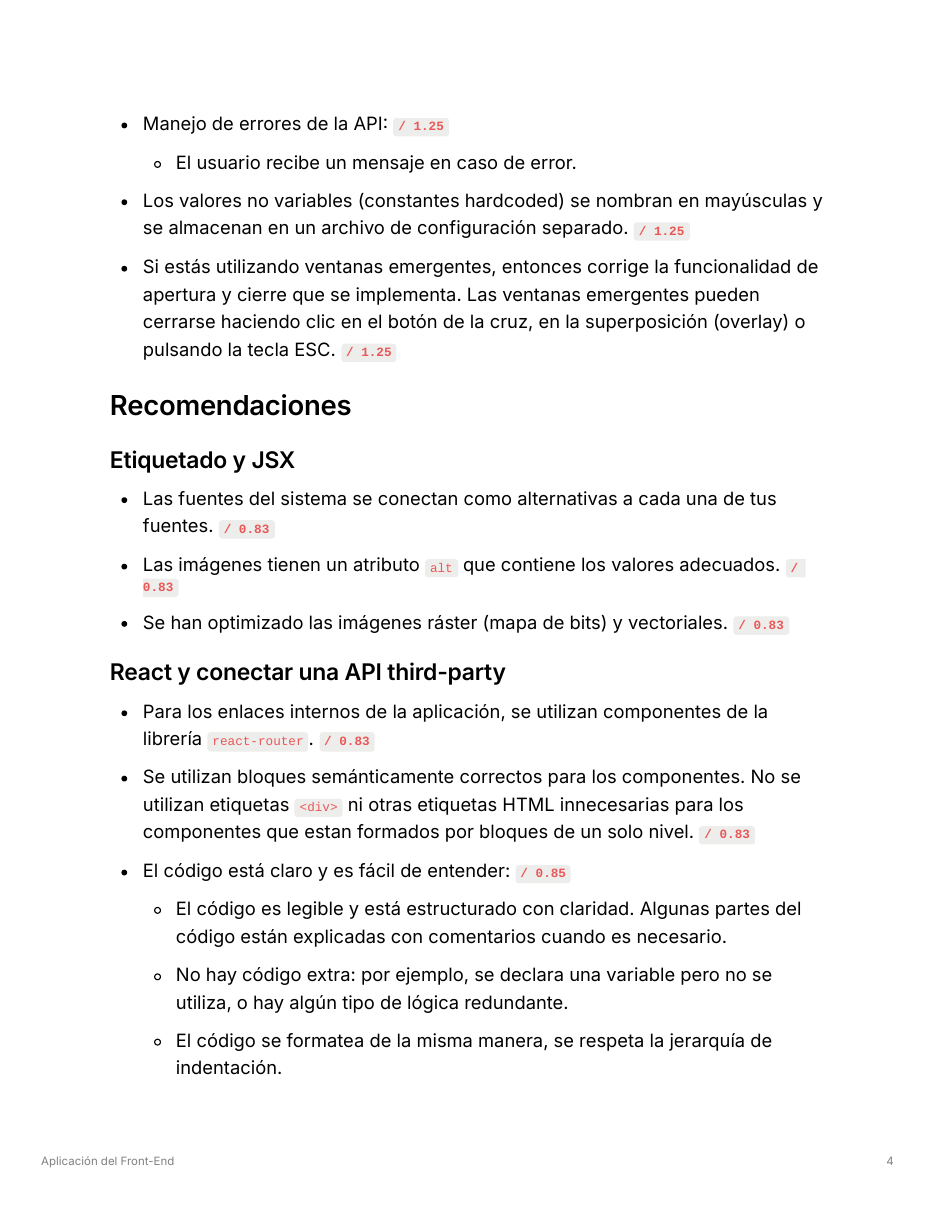 • Manejo de errores de la API: / 1.25
◦ El usuario recibe un mensaje en caso de error.
• Los valores no variables (constantes hardcoded) se nombran en mayúsculas y
se almacenan en un archivo de configuración separado. / 1.25
• Si estás utilizando ventanas emergentes, entonces corrige la funcionalidad de
apertura y cierre que se implementa. Las ventanas emergentes pueden
cerrarse haciendo clic en el botón de la cruz, en la superposición (overlay) o
pulsando la tecla ESC. / 1.25
Recomendaciones
Etiquetado y JSX
• Las fuentes del sistema se conectan como alternativas a cada una de tus
fuentes. / 0.83
• Las imágenes tienen un atributo alt que contiene los valores adecuados. /
0.83
• Se han optimizado las imágenes ráster (mapa de bits) y vectoriales. / 0.83
React y conectar una API third-party
• Para los enlaces internos de la aplicación, se utilizan componentes de la
librería react-router. / 0.83
• Se utilizan bloques semánticamente correctos para los componentes. No se
utilizan etiquetas <div> ni otras etiquetas HTML innecesarias para los
componentes que estan formados por bloques de un solo nivel. / 0.83
• El código está claro y es fácil de entender: / 0.85
◦ El código es legible y está estructurado con claridad. Algunas partes del
código están explicadas con comentarios cuando es necesario.
◦ No hay código extra: por ejemplo, se declara una variable pero no se
utiliza, o hay algún tipo de lógica redundante.
◦ El código se formatea de la misma manera, se respeta la jerarquía de
indentación.
Aplicación del Front-End 4